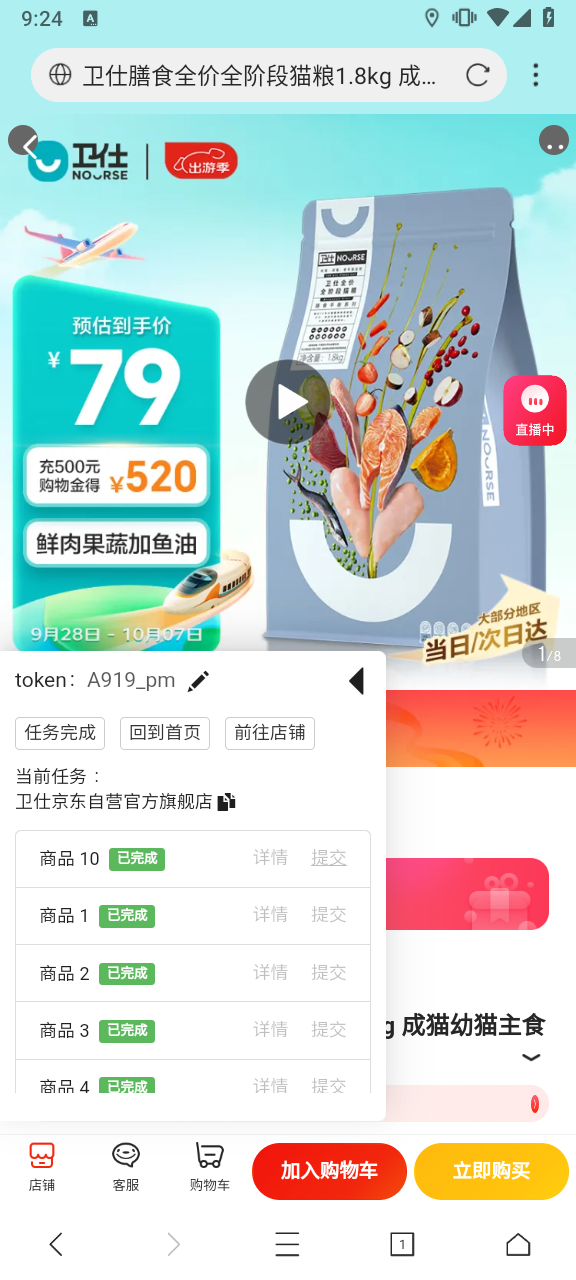 9:24
A
卫仕膳食全价全阶段猫粮1.8kg 成...
卫仕
NOURSE
出游季
预估到手价
¥79
充500元
购物金得 ¥520
鲜肉果蔬加鱼油
9月28日 - 10月07日
卫仕 NOURSE
卫仕全价
全阶段猫粮
净含量: 1.8kg
NOURSE
直播中
大部分地区
当日/次日达
1/8
token: A919_pm
任务完成 回到首页 前往店铺
当前任务：
卫仕京东自营官方旗舰店
商品 10 已完成 详情 提交
商品 1 已完成 详情 提交
商品 2 已完成 详情 提交
商品 3 已完成 详情 提交
商品 4 已完成 详情 提交
g 成猫幼猫主食
店铺 客服 购物车 加入购物车 立即购买
1